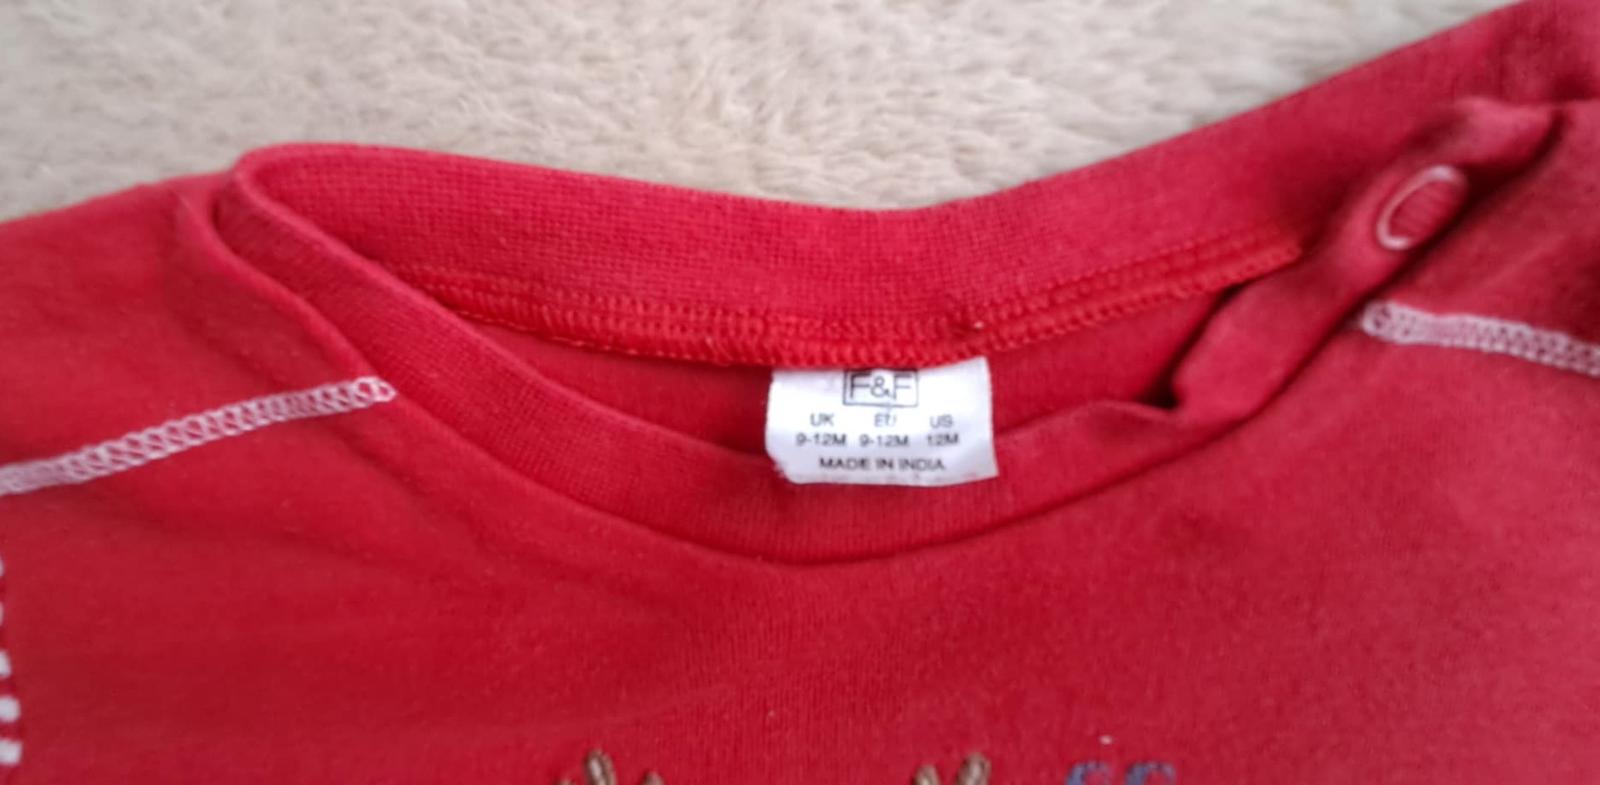 F&F
UK EU US
9-12M 9-12M 12M
MADE IN INDIA